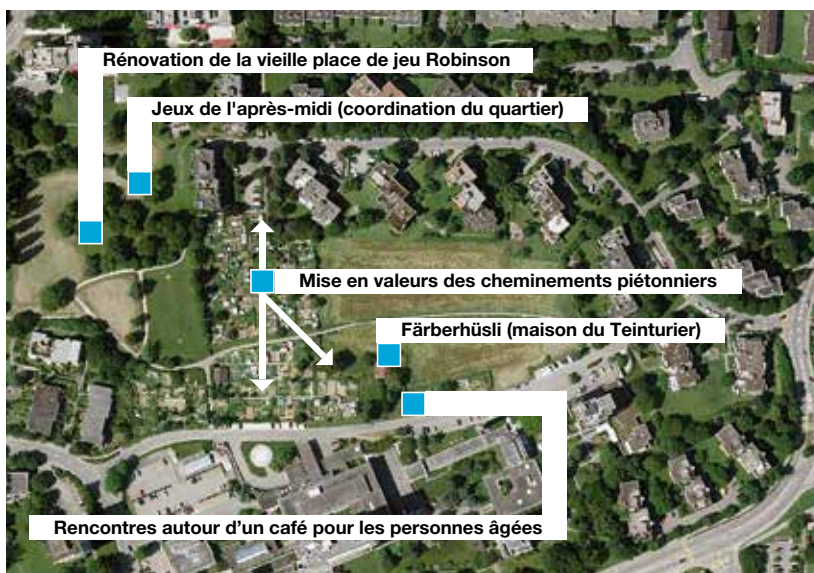 Rénovation de la vieille place de jeu Robinson
Jeux de l'après-midi (coordination du quartier)
Mise en valeurs des cheminements piétonniers
Färberhüsli (maison du Teinturier)
Rencontres autour d’un café pour les personnes âgées